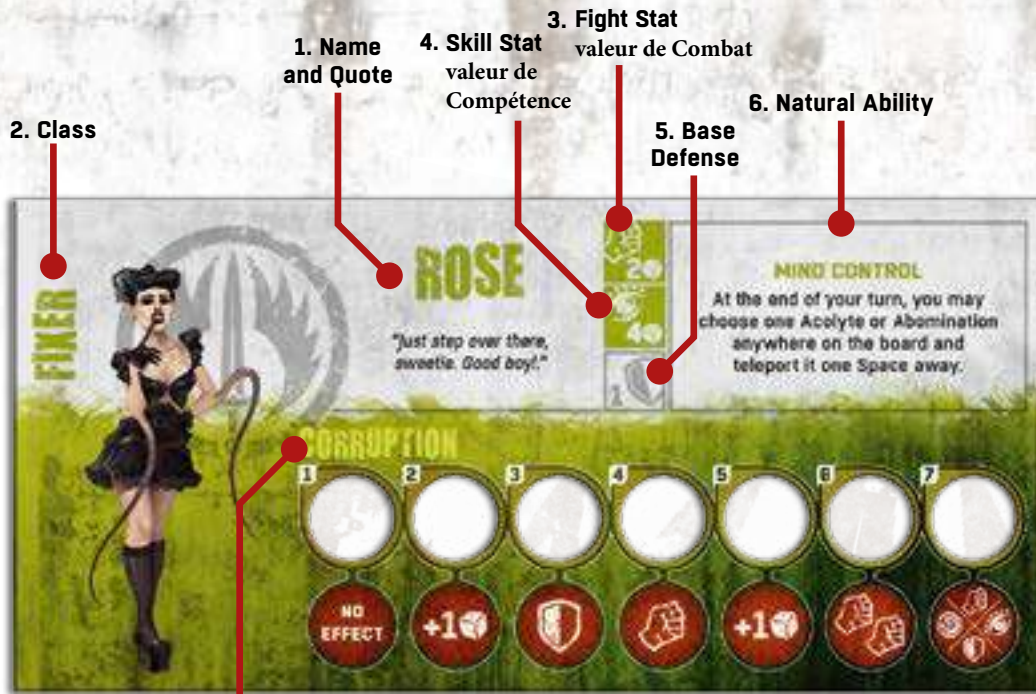 1. Name
and Quote
4. Skill Stat
valeur de
Compétence
3. Fight Stat
valeur de Combat
6. Natural Ability
2. Class
5. Base
Defense
FIXER
ROSE
"Just step over there,
sweetie. Good boy!"
20
40
1
MIND CONTROL
At the end of your turn, you may
choose one Acolyte or Abomination
anywhere on the board and
teleport it one Space away.
CORRUPTION
1 2 3 4 5 6 7
NO
EFFECT
+1
+1